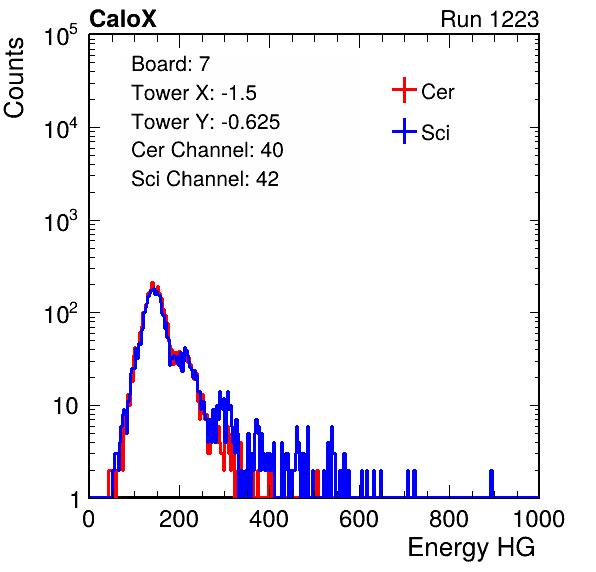 CaloX Run 1223
Counts
Board: 7
Tower X: -1.5
Tower Y: -0.625
Cer Channel: 40
Sci Channel: 42
Cer
Sci
10^5
10^4
10^3
10^2
10
1
0 200 400 600 800 1000
Energy HG